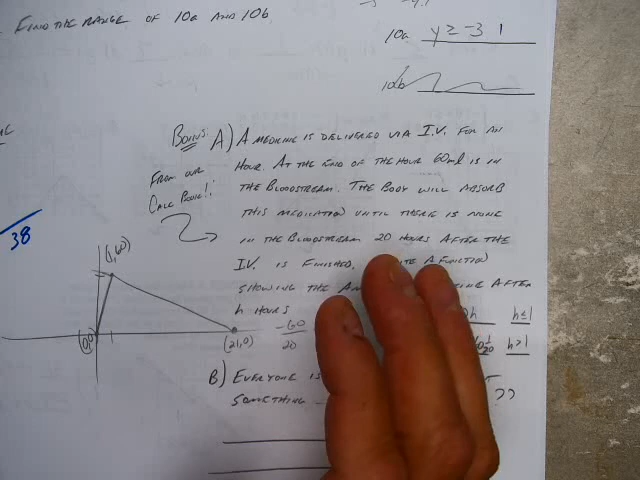 FIND THE RANGE OF 10a AND 10b
10a y ≥ -3 1
10b
BONUS: A) A MEDICINE IS DELIVERED VIA I.V. FOR AN
HOUR. AT THE END OF THE HOUR 60ml IS IN
FROM OUR
THE BLOODSTREAM. THE BODY WILL ABSORB
CALC BOOK!!
THIS MEDICATION UNTIL THERE IS NONE
38
IN THE BLOODSTREAM 20 HOURS AFTER THE
(1,60)
I.V. IS FINISHED. A FUNCTION
SHOWING THE AFTER
h HOURS
h≤1
-60
20
(0,0)
(21,0)
h>1
B) EVERYONE IS
SOMETHING ??